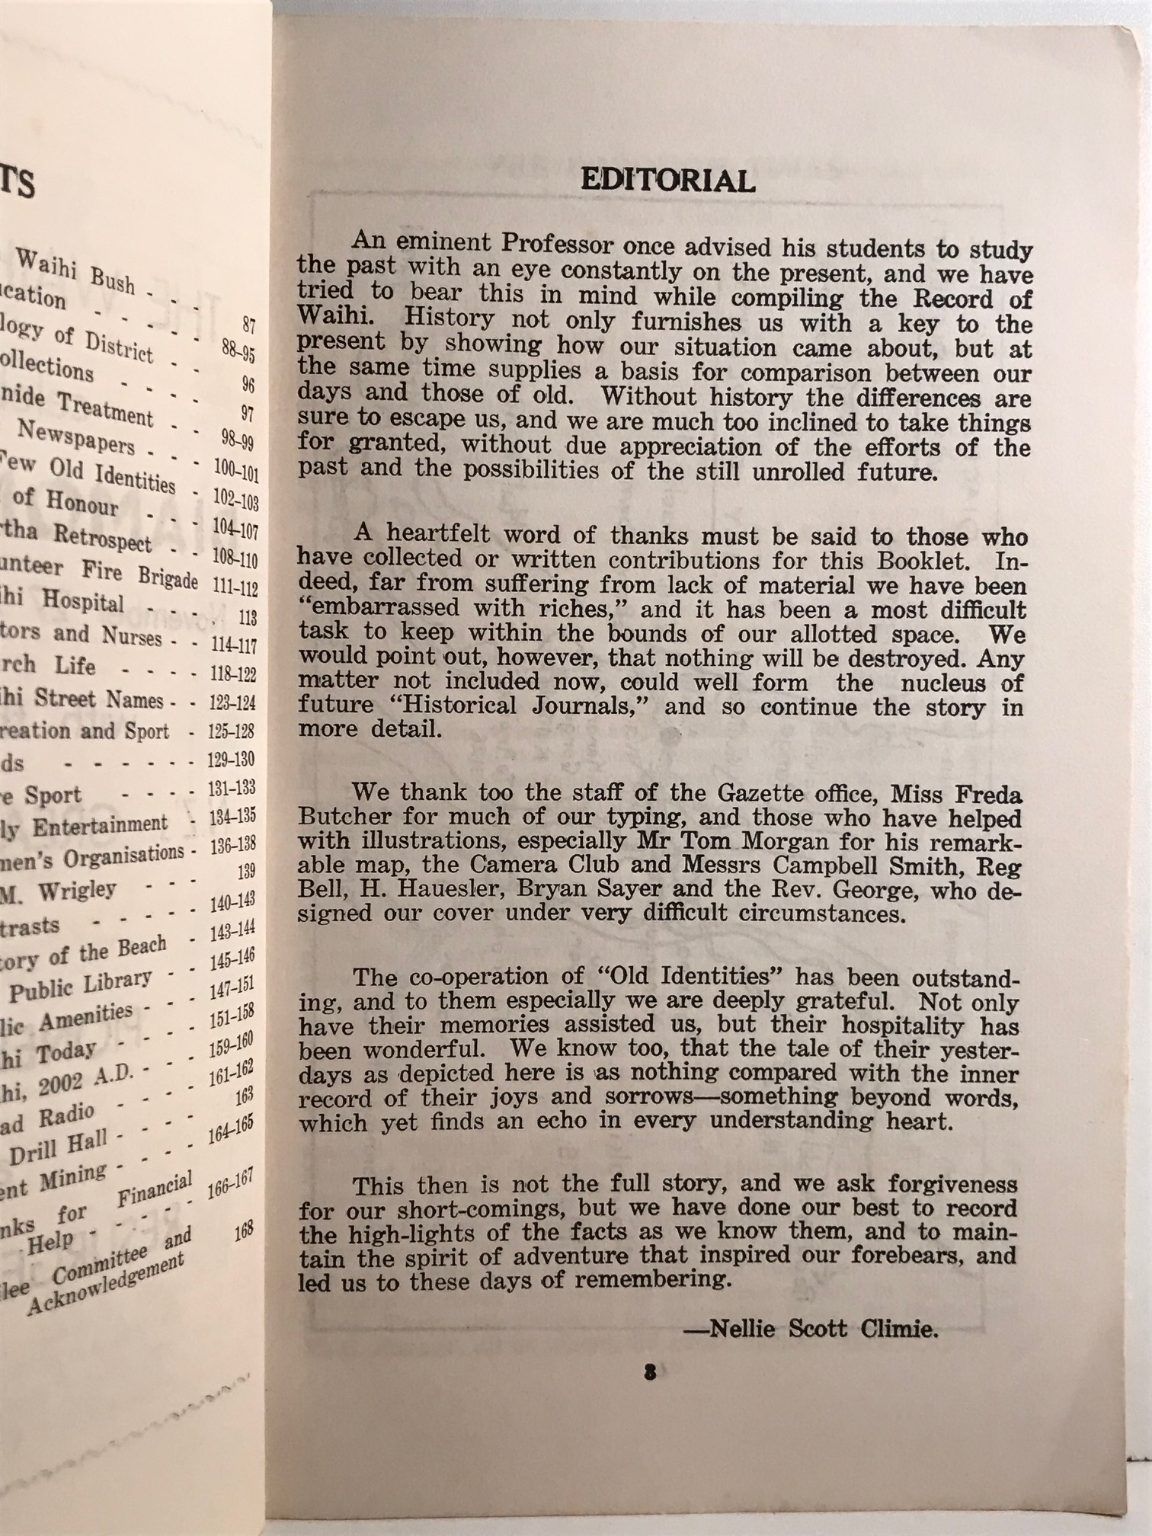 TS
Waihi Bush - - - 87
cation - - - - - 88-95
logy of District - - 96
ollections - - - - 97
nide Treatment - - 98-99
Newspapers - - - 100-101
Few Old Identities - 102-103
of Honour - - - 104-107
rtha Retrospect - - 108-110
unteer Fire Brigade 111-112
ihi Hospital - - - 113
tors and Nurses - - 114-117
rch Life - - - - 118-122
ihi Street Names - - 123-124
reation and Sport - 125-128
ds - - - - - - 129-130
e Sport - - - - 131-133
ly Entertainment - 134-135
men's Organisations - 136-138
M. Wrigley - - - 139
trasts - - - - - 140-143
tory of the Beach - 143-144
Public Library - - 145-146
lic Amenities - - - 147-151
hi Today - - - - 151-158
hi, 2002 A.D. - - - 159-160
ad Radio - - - - 161-162
Drill Hall - - - - 163
ent Mining - - - - 164-165
nks for Financial
Help - - - - - 166-167
lee Committee and
Acknowledgement 168
EDITORIAL
An eminent Professor once advised his students to study
the past with an eye constantly on the present, and we have
tried to bear this in mind while compiling the Record of
Waihi. History not only furnishes us with a key to the
present by showing how our situation came about, but at
the same time supplies a basis for comparison between our
days and those of old. Without history the differences are
sure to escape us, and we are much too inclined to take things
for granted, without due appreciation of the efforts of the
past and the possibilities of the still unrolled future.
A heartfelt word of thanks must be said to those who
have collected or written contributions for this Booklet. In-
deed, far from suffering from lack of material we have been
"embarrassed with riches," and it has been a most difficult
task to keep within the bounds of our allotted space. We
would point out, however, that nothing will be destroyed. Any
matter not included now, could well form the nucleus of
future "Historical Journals," and so continue the story in
more detail.
We thank too the staff of the Gazette office, Miss Freda
Butcher for much of our typing, and those who have helped
with illustrations, especially Mr Tom Morgan for his remark-
able map, the Camera Club and Messrs Campbell Smith, Reg
Bell, H. Hauesler, Bryan Sayer and the Rev. George, who de-
signed our cover under very difficult circumstances.
The co-operation of "Old Identities" has been outstand-
ing, and to them especially we are deeply grateful. Not only
have their memories assisted us, but their hospitality has
been wonderful. We know too, that the tale of their yester-
days as depicted here is as nothing compared with the inner
record of their joys and sorrows—something beyond words,
which yet finds an echo in every understanding heart.
This then is not the full story, and we ask forgiveness
for our short-comings, but we have done our best to record
the high-lights of the facts as we know them, and to main-
tain the spirit of adventure that inspired our forebears, and
led us to these days of remembering.
—Nellie Scott Climie.
3